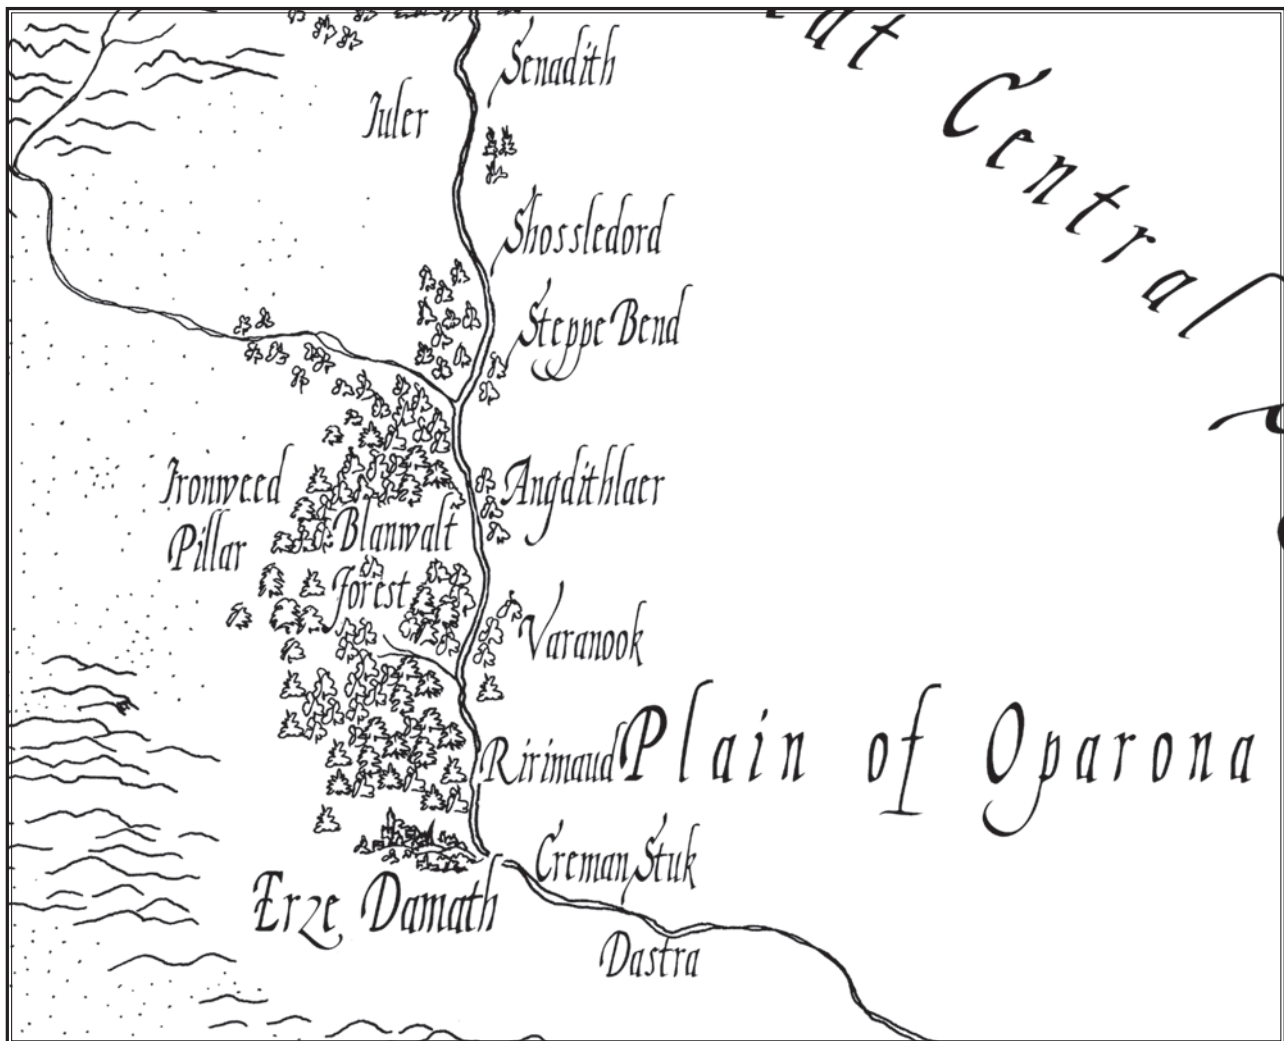 Senadith
Iuler
Central
Shossledord
Steppe Bend
Ironweed
Pillar
Angdithlaer
Blanwalt
Forest
Varanook
Ririmaud
Plain of Oparona
Creman Stuk
Erze Damath
Dastra